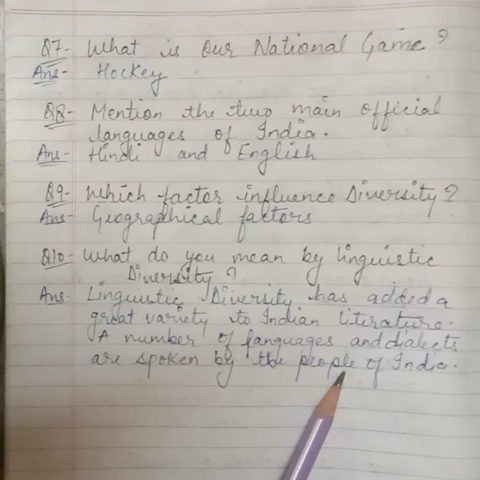 Q7- What is our National Game?
Ans- Hockey
Q8- Mention the two main official
languages of India.
Ans- Hindi and English
Q9- Which factor influence Diversity?
Ans- Geographical factors
Q10- What do you mean by linguistic
Diversity?
Ans- Linguistic Diversity has added a
great variety to Indian literature.
A number of languages and dialects
are spoken by the people of India.